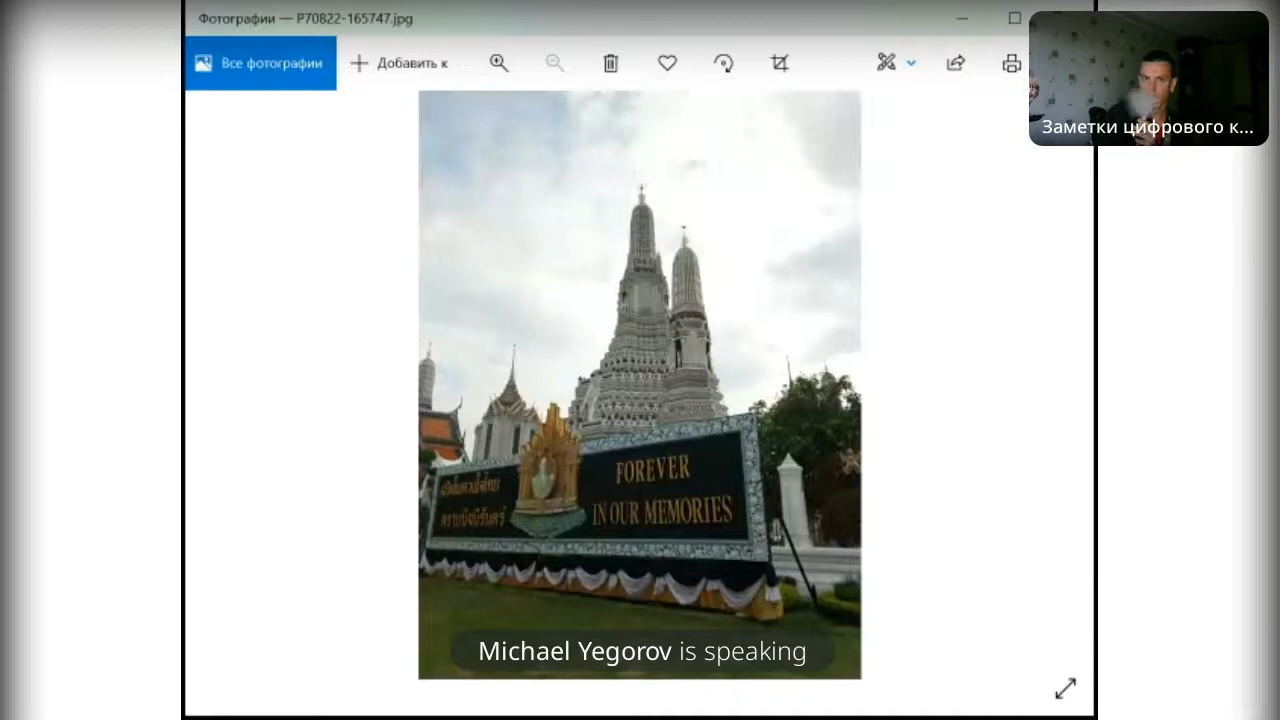 Фотографии — P70822-165747.jpg
Все фотографии
Добавить к
Заметки цифрового к...
FOREVER
IN OUR MEMORIES
Michael Yegorov is speaking